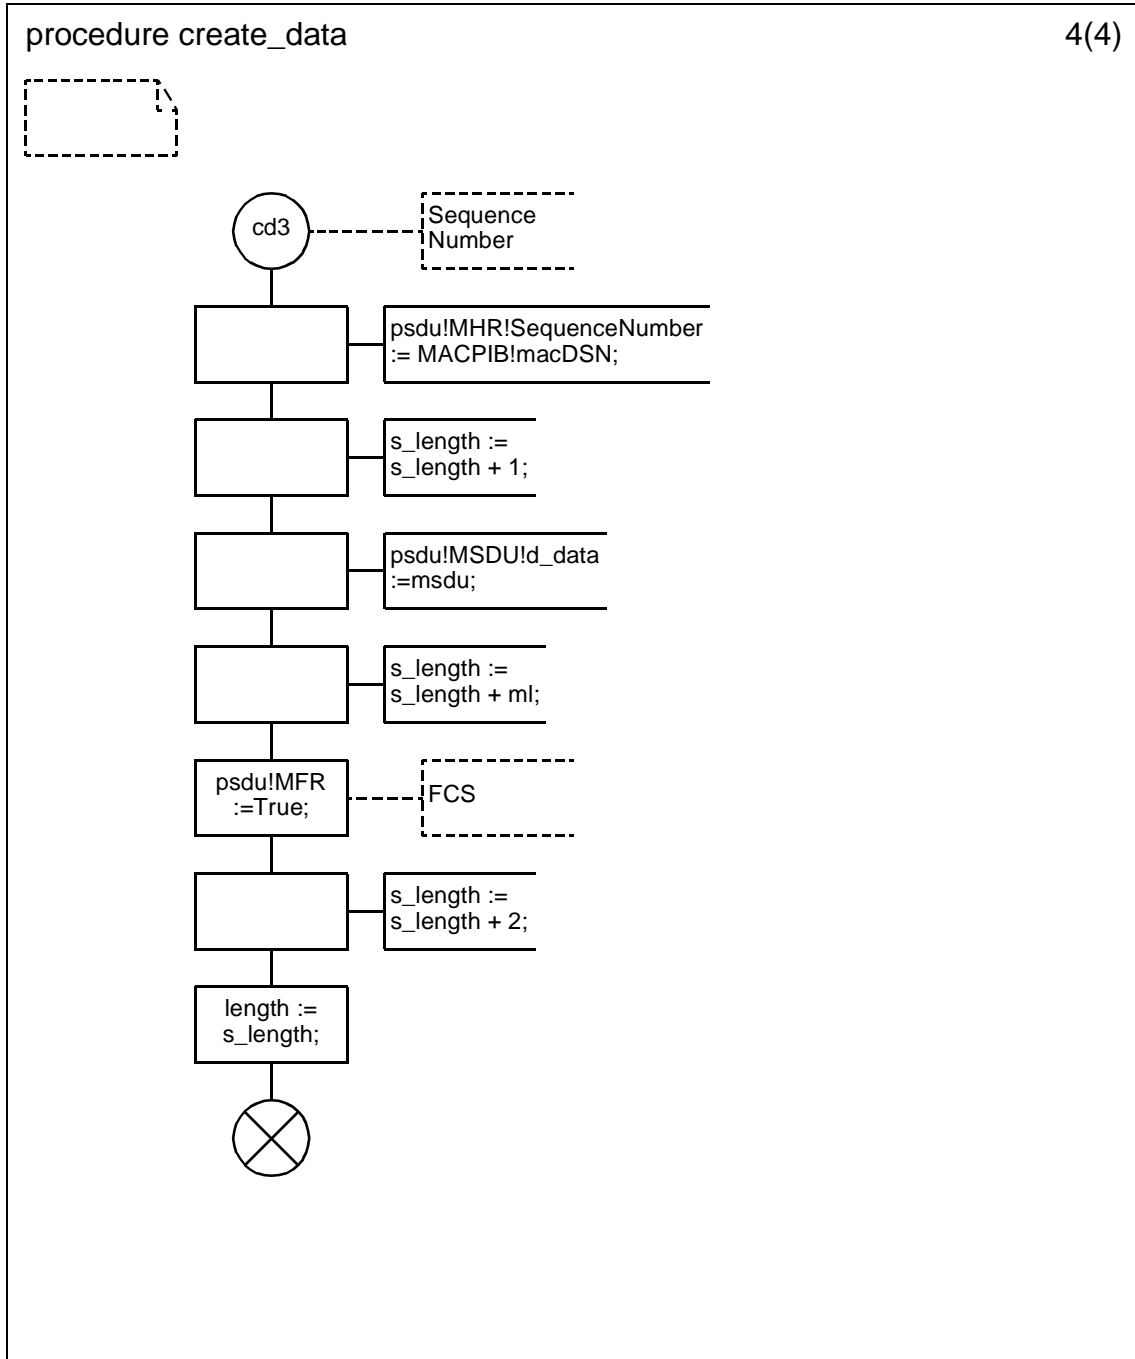 procedure create_data
4(4)
cd3
Sequence
Number
psdu!MHR!SequenceNumber
:= MACPIB!macDSN;
s_length :=
s_length + 1;
psdu!MSDU!d_data
:=msdu;
s_length :=
s_length + ml;
psdu!MFR
:=True;
FCS
s_length :=
s_length + 2;
length :=
s_length;